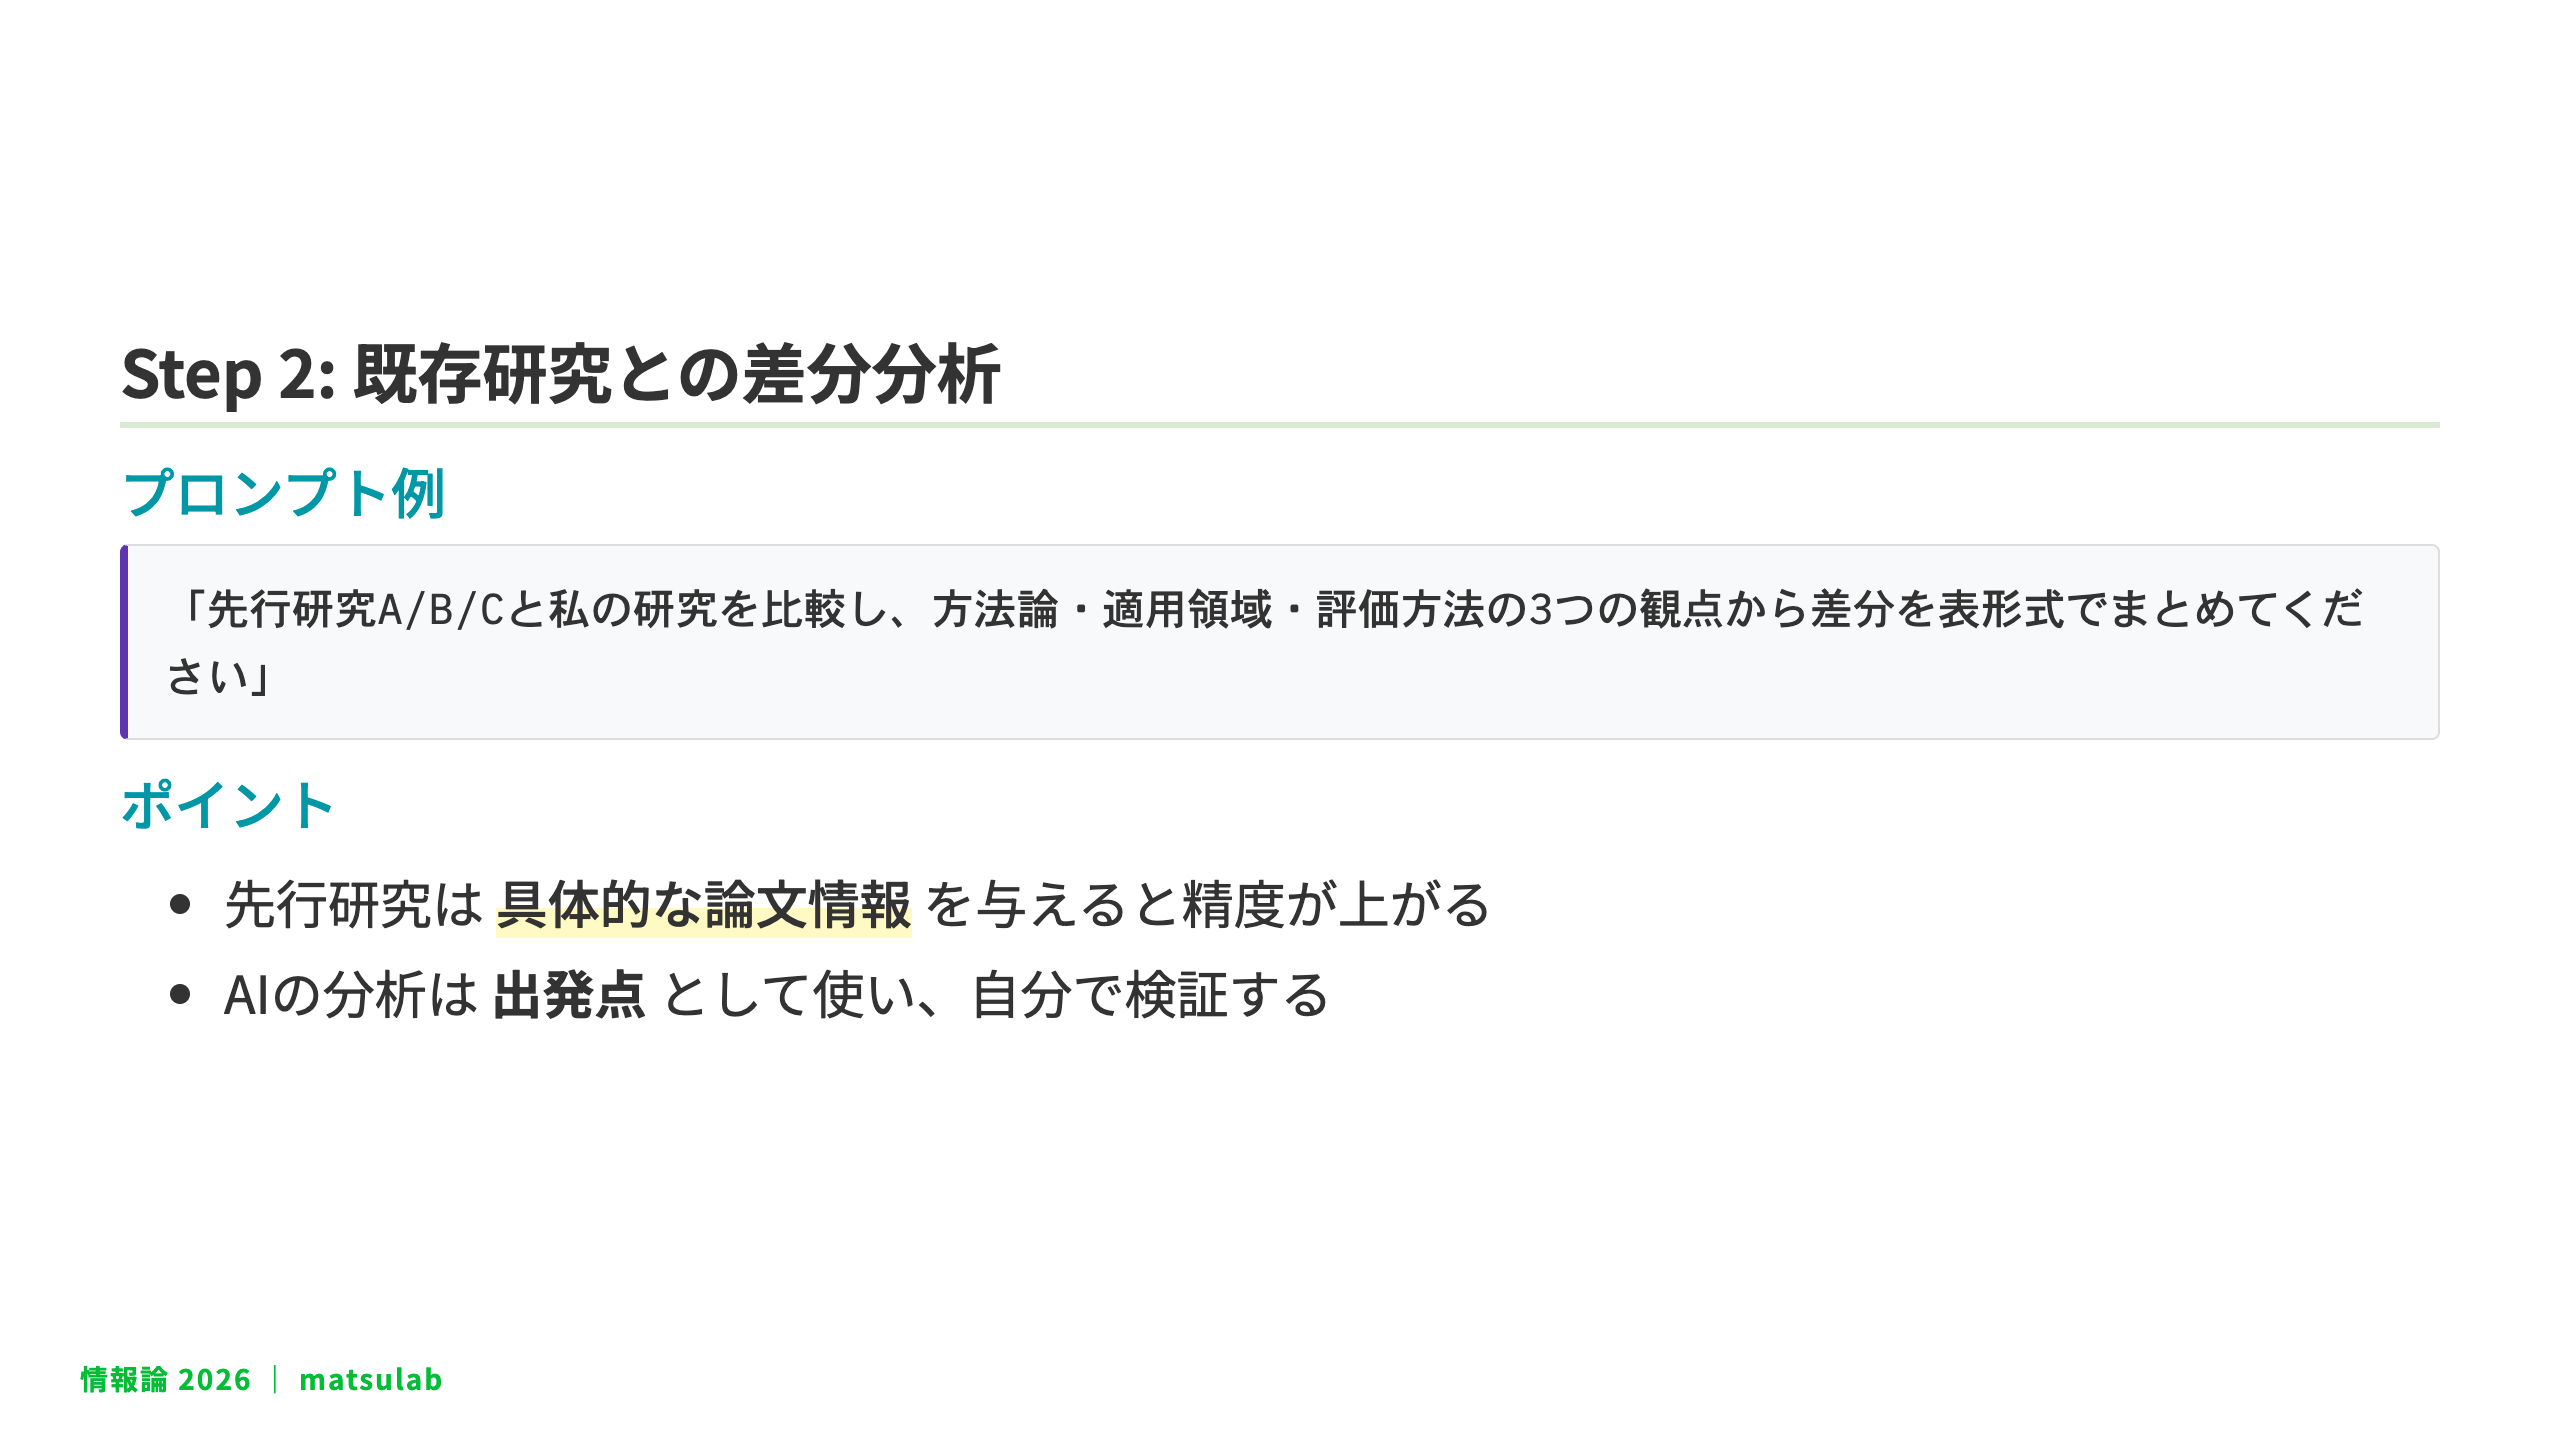 Step 2: 既存研究との差分分析
プロンプト例
「先行研究A/B/Cと私の研究を比較し、方法論・適用領域・評価方法の3つの観点から差分を表形式でまとめてくだ
さい」
ポイント
• 先行研究は 具体的な論文情報 を与えると精度が上がる
• AIの分析は 出発点 として使い、自分で検証する
情報論 2026 | matsulab